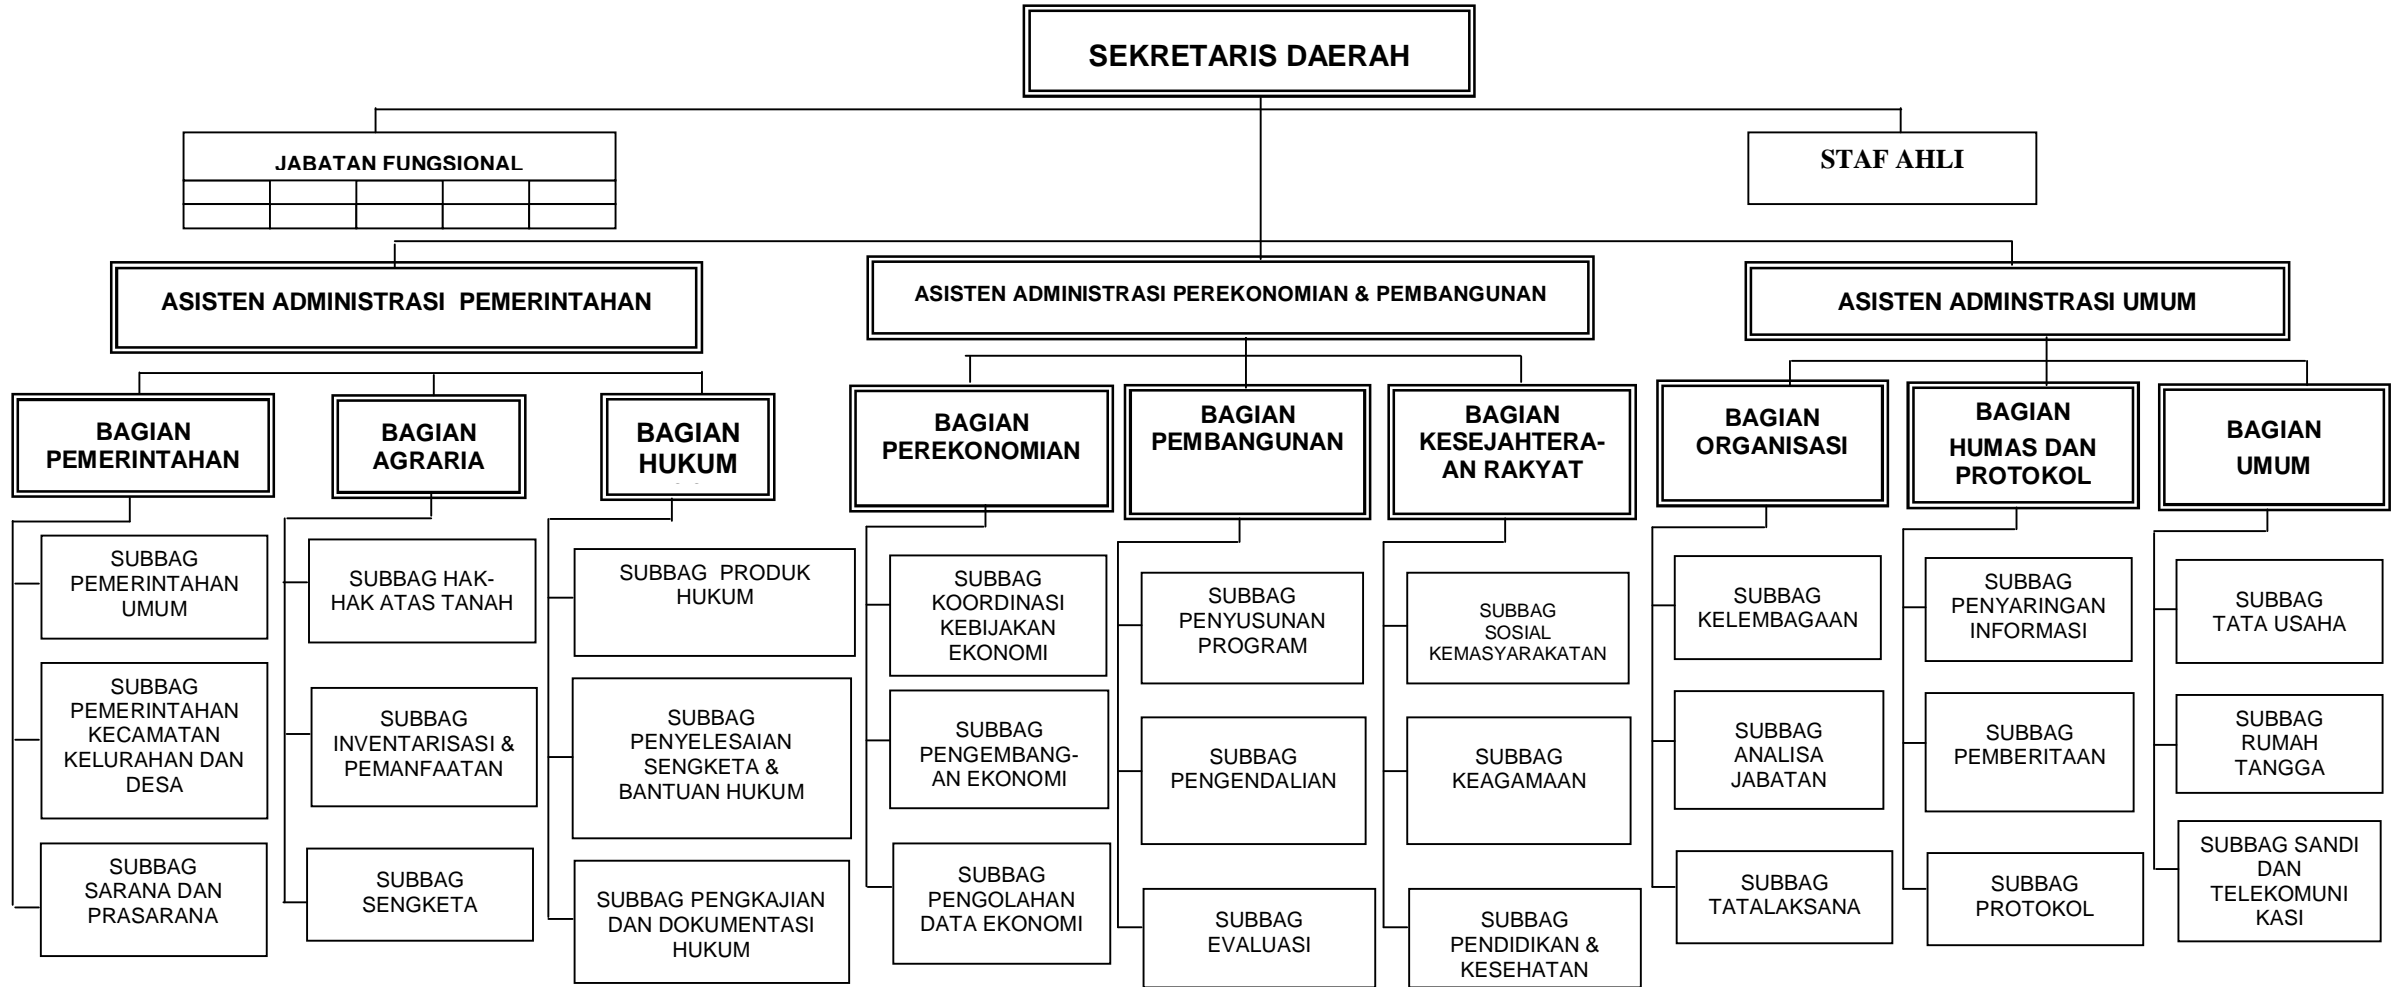 SEKRETARIS DAERAH
JABATAN FUNGSIONAL
STAF AHLI
ASISTEN ADMINISTRASI PEMERINTAHAN
ASISTEN ADMINISTRASI PEREKONOMIAN & PEMBANGUNAN
ASISTEN ADMINSTRASI UMUM
BAGIAN
PEMERINTAHAN
BAGIAN
AGRARIA
BAGIAN
HUKUM
BAGIAN
PEREKONOMIAN
BAGIAN
PEMBANGUNAN
BAGIAN
KESEJAHTERA-
AN RAKYAT
BAGIAN
ORGANISASI
BAGIAN
HUMAS DAN
PROTOKOL
BAGIAN
UMUM
SUBBAG
PEMERINTAHAN
UMUM
SUBBAG
PEMERINTAHAN
KECAMATAN
KELURAHAN DAN
DESA
SUBBAG
SARANA DAN
PRASARANA
SUBBAG HAK-
HAK ATAS TANAH
SUBBAG
INVENTARISASI &
PEMANFAATAN
SUBBAG
SENGKETA
SUBBAG PRODUK
HUKUM
SUBBAG
PENYELESAIAN
SENGKETA &
BANTUAN HUKUM
SUBBAG PENGKAJIAN
DAN DOKUMENTASI
HUKUM
SUBBAG
KOORDINASI
KEBIJAKAN
EKONOMI
SUBBAG
PENGEMBANG-
AN EKONOMI
SUBBAG
PENGOLAHAN
DATA EKONOMI
SUBBAG
PENYUSUNAN
PROGRAM
SUBBAG
PENGENDALIAN
SUBBAG
EVALUASI
SUBBAG
SOSIAL
KEMASYARAKATAN
SUBBAG
KEAGAMAAN
SUBBAG
PENDIDIKAN &
KESEHATAN
SUBBAG
KELEMBAGAAN
SUBBAG
ANALISA
JABATAN
SUBBAG
TATALAKSANA
SUBBAG
PENYARINGAN
INFORMASI
SUBBAG
PEMBERITAAN
SUBBAG
PROTOKOL
SUBBAG
TATA USAHA
SUBBAG
RUMAH
TANGGA
SUBBAG SANDI
DAN
TELEKOMUNI
KASI